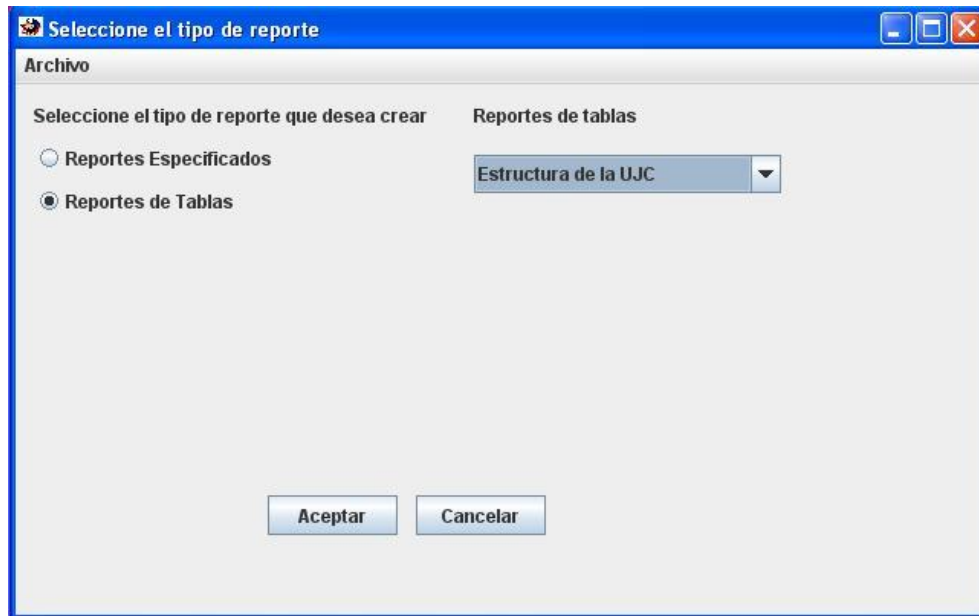 Seleccione el tipo de reporte
Archivo
Seleccione el tipo de reporte que desea crear
Reportes Especificados
Reportes de Tablas
Reportes de tablas
Estructura de la UJC
Aceptar
Cancelar